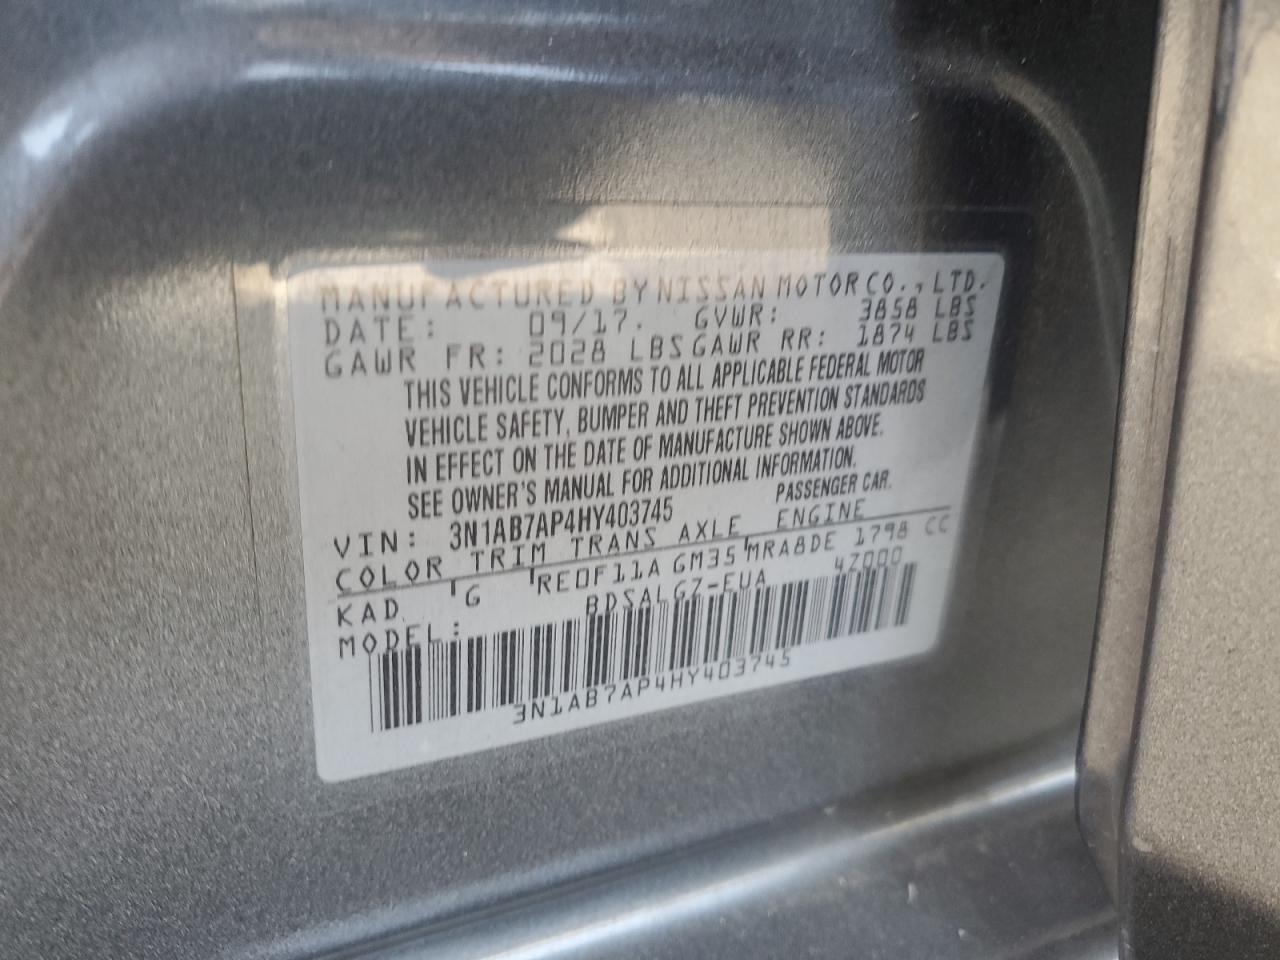 MANUFACTURED BY NISSAN MOTOR CO., LTD.
DATE: 09/17. GVWR: 3858 LBS
GAWR FR: 2028 LBS GAWR RR: 1874 LBS
THIS VEHICLE CONFORMS TO ALL APPLICABLE FEDERAL MOTOR
VEHICLE SAFETY, BUMPER AND THEFT PREVENTION STANDARDS
IN EFFECT ON THE DATE OF MANUFACTURE SHOWN ABOVE.
SEE OWNER'S MANUAL FOR ADDITIONAL INFORMATION.
VIN: 3N1AB7AP4HY403745 PASSENGER CAR.
COLOR TRIM TRANS AXLE ENGINE
KAD G RE0F11A GM35 MRA8DE 1798 CC
MODEL: BDSALGZ-EUA 4Z000
3N1AB7AP4HY403745